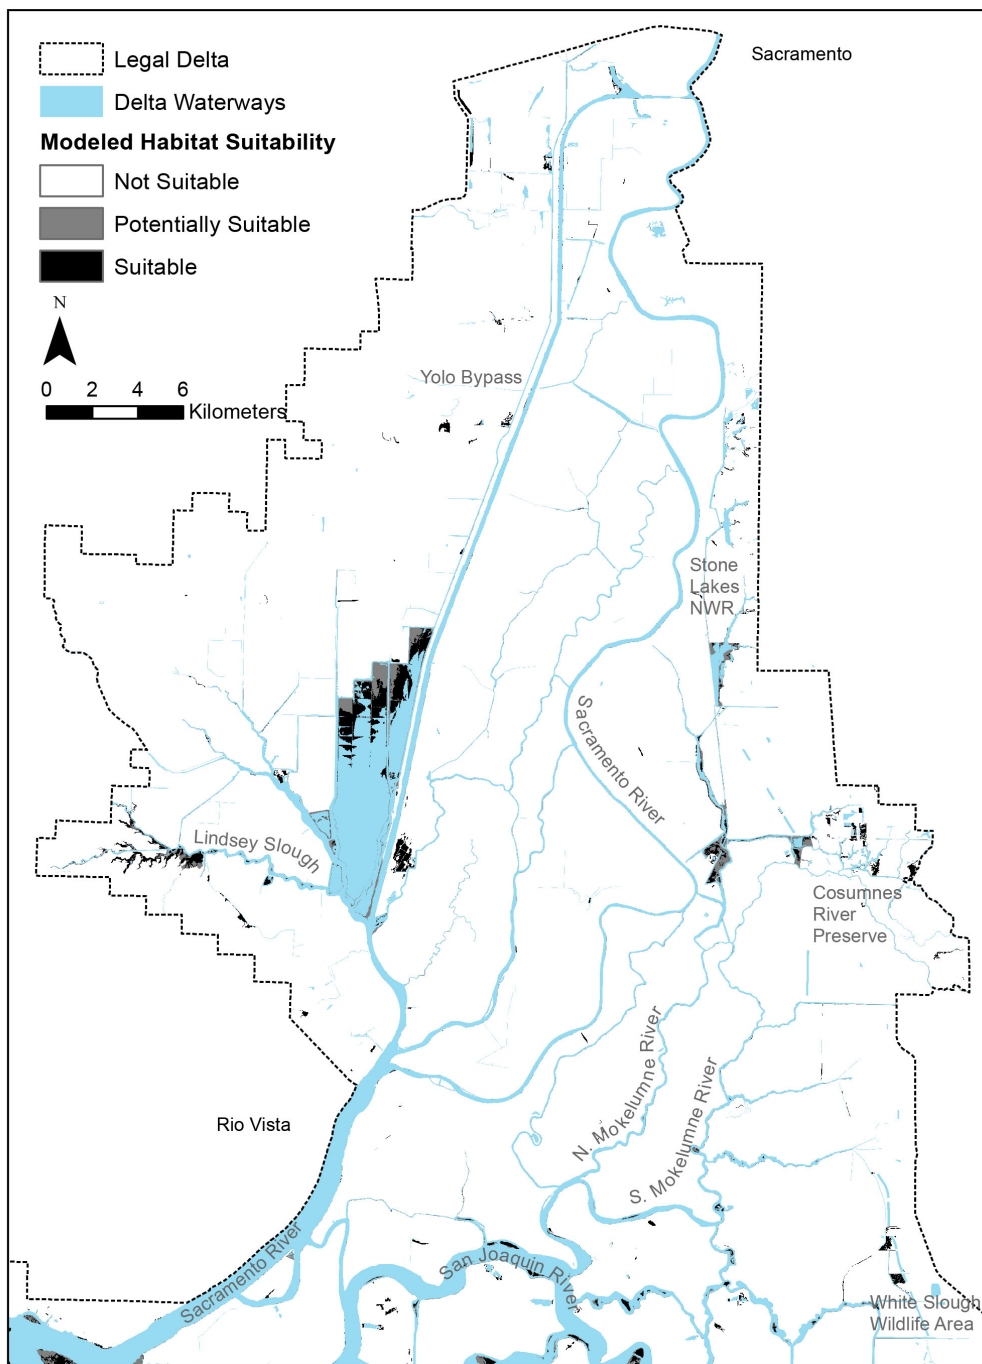 Legal Delta
Delta Waterways
Modeled Habitat Suitability
Not Suitable
Potentially Suitable
Suitable
N
0 2 4 6
Kilometers
Sacramento
Yolo Bypass
Stone
Lakes
NWR
Sacramento River
Lindsey Slough
Cosumnes
River
Preserve
N. Mokelumne River
S. Mokelumne River
Rio Vista
Sacramento River
San Joaquin River
White Slough
Wildlife Area